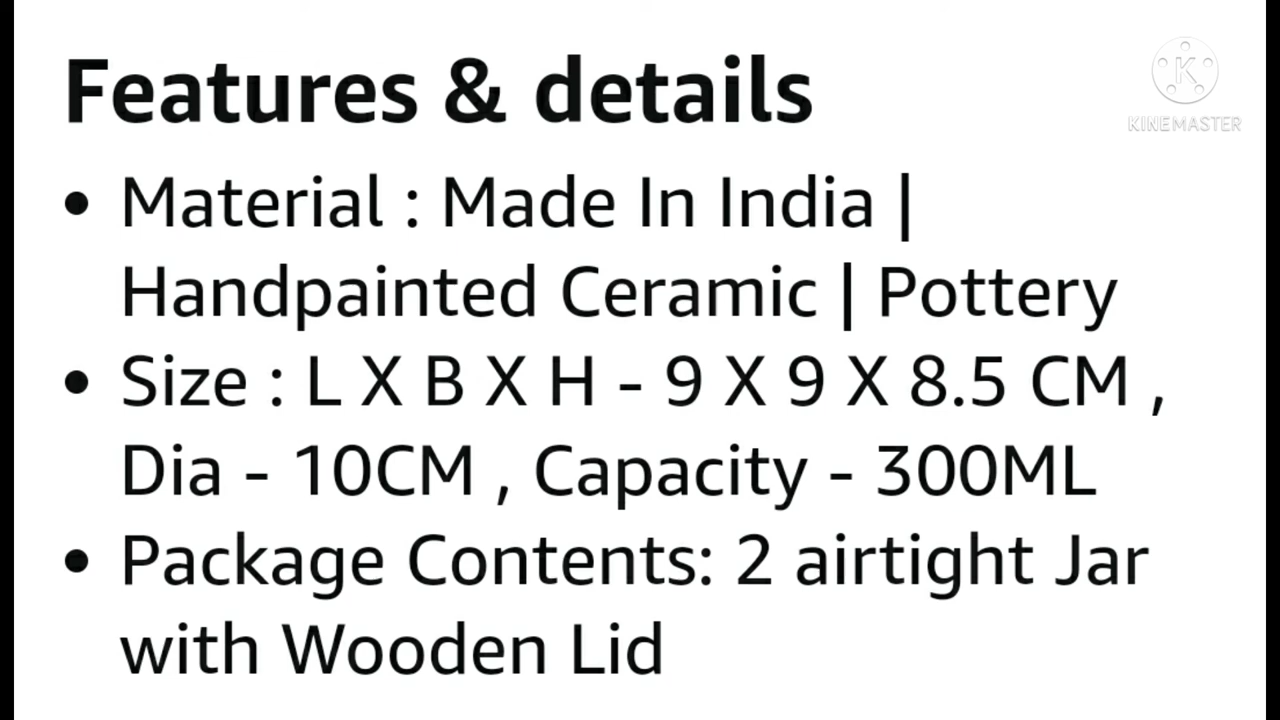 Features & details
KINEMASTER
• Material : Made In India |
Handpainted Ceramic | Pottery
• Size : L X B X H - 9 X 9 X 8.5 CM ,
Dia - 10CM , Capacity - 300ML
• Package Contents: 2 airtight Jar
with Wooden Lid